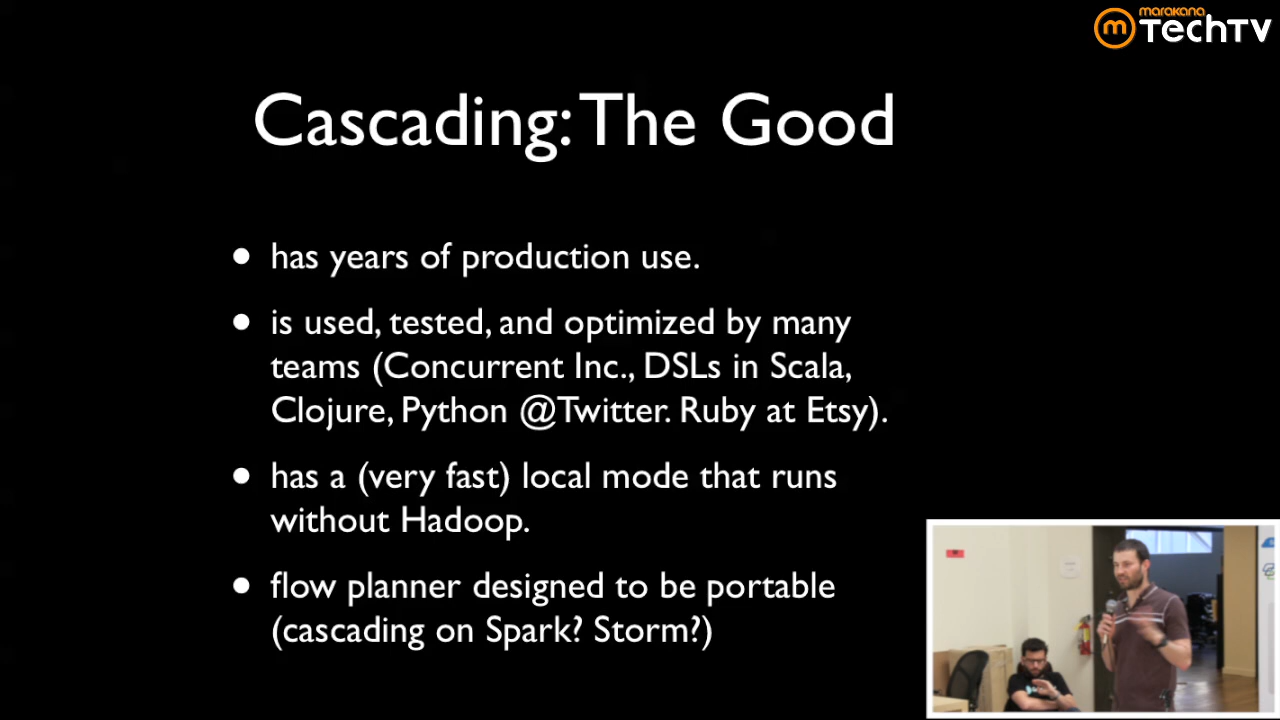 marakana
TechTV
Cascading: The Good
• has years of production use.
• is used, tested, and optimized by many
teams (Concurrent Inc., DSLs in Scala,
Clojure, Python @Twitter. Ruby at Etsy).
• has a (very fast) local mode that runs
without Hadoop.
• flow planner designed to be portable
(cascading on Spark? Storm?)